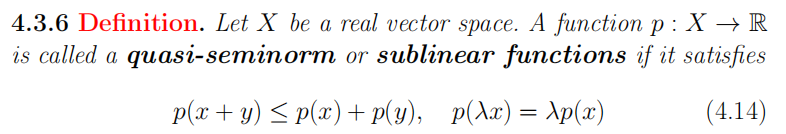 4.3.6 Definition. Let X be a real vector space. A function p : X → ℝ
is called a quasi-seminorm or sublinear functions if it satisfies
p(x + y) ≤ p(x) + p(y), p(λx) = λp(x) (4.14)